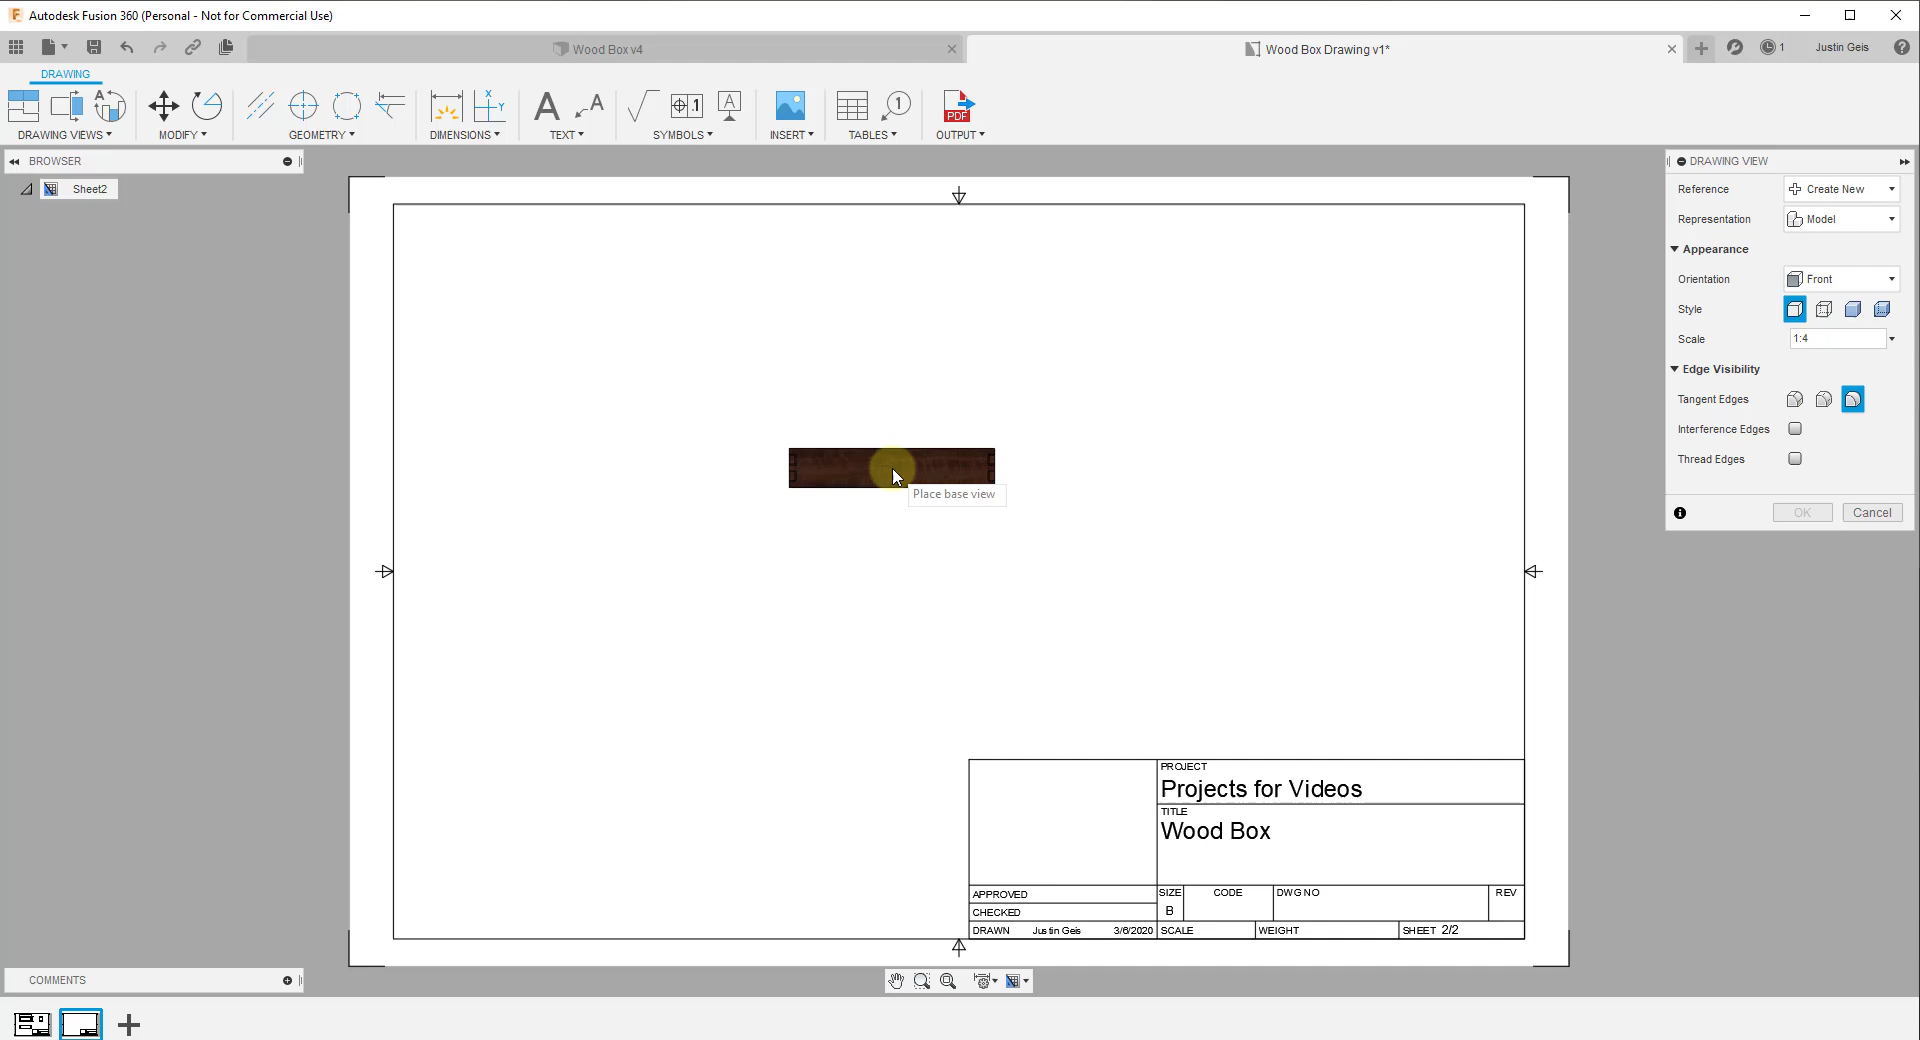 Autodesk Fusion 360 (Personal - Not for Commercial Use)
Wood Box v4
Wood Box Drawing v1*
1
Justin Geis
DRAWING
DRAWING VIEWS
MODIFY
GEOMETRY
DIMENSIONS
TEXT
SYMBOLS
INSERT
TABLES
OUTPUT
BROWSER
Sheet2
DRAWING VIEW
Reference
Create New
Representation
Model
Appearance
Orientation
Front
Style
Scale
1:4
Edge Visibility
Tangent Edges
Interference Edges
Thread Edges
OK
Cancel
Place base view
PROJECT
Projects for Videos
TITLE
Wood Box
APPROVED
CHECKED
DRAWN Justin Geis 3/6/2020
SIZE
B
CODE
DWG NO
REV
SCALE
WEIGHT
SHEET 2/2
COMMENTS